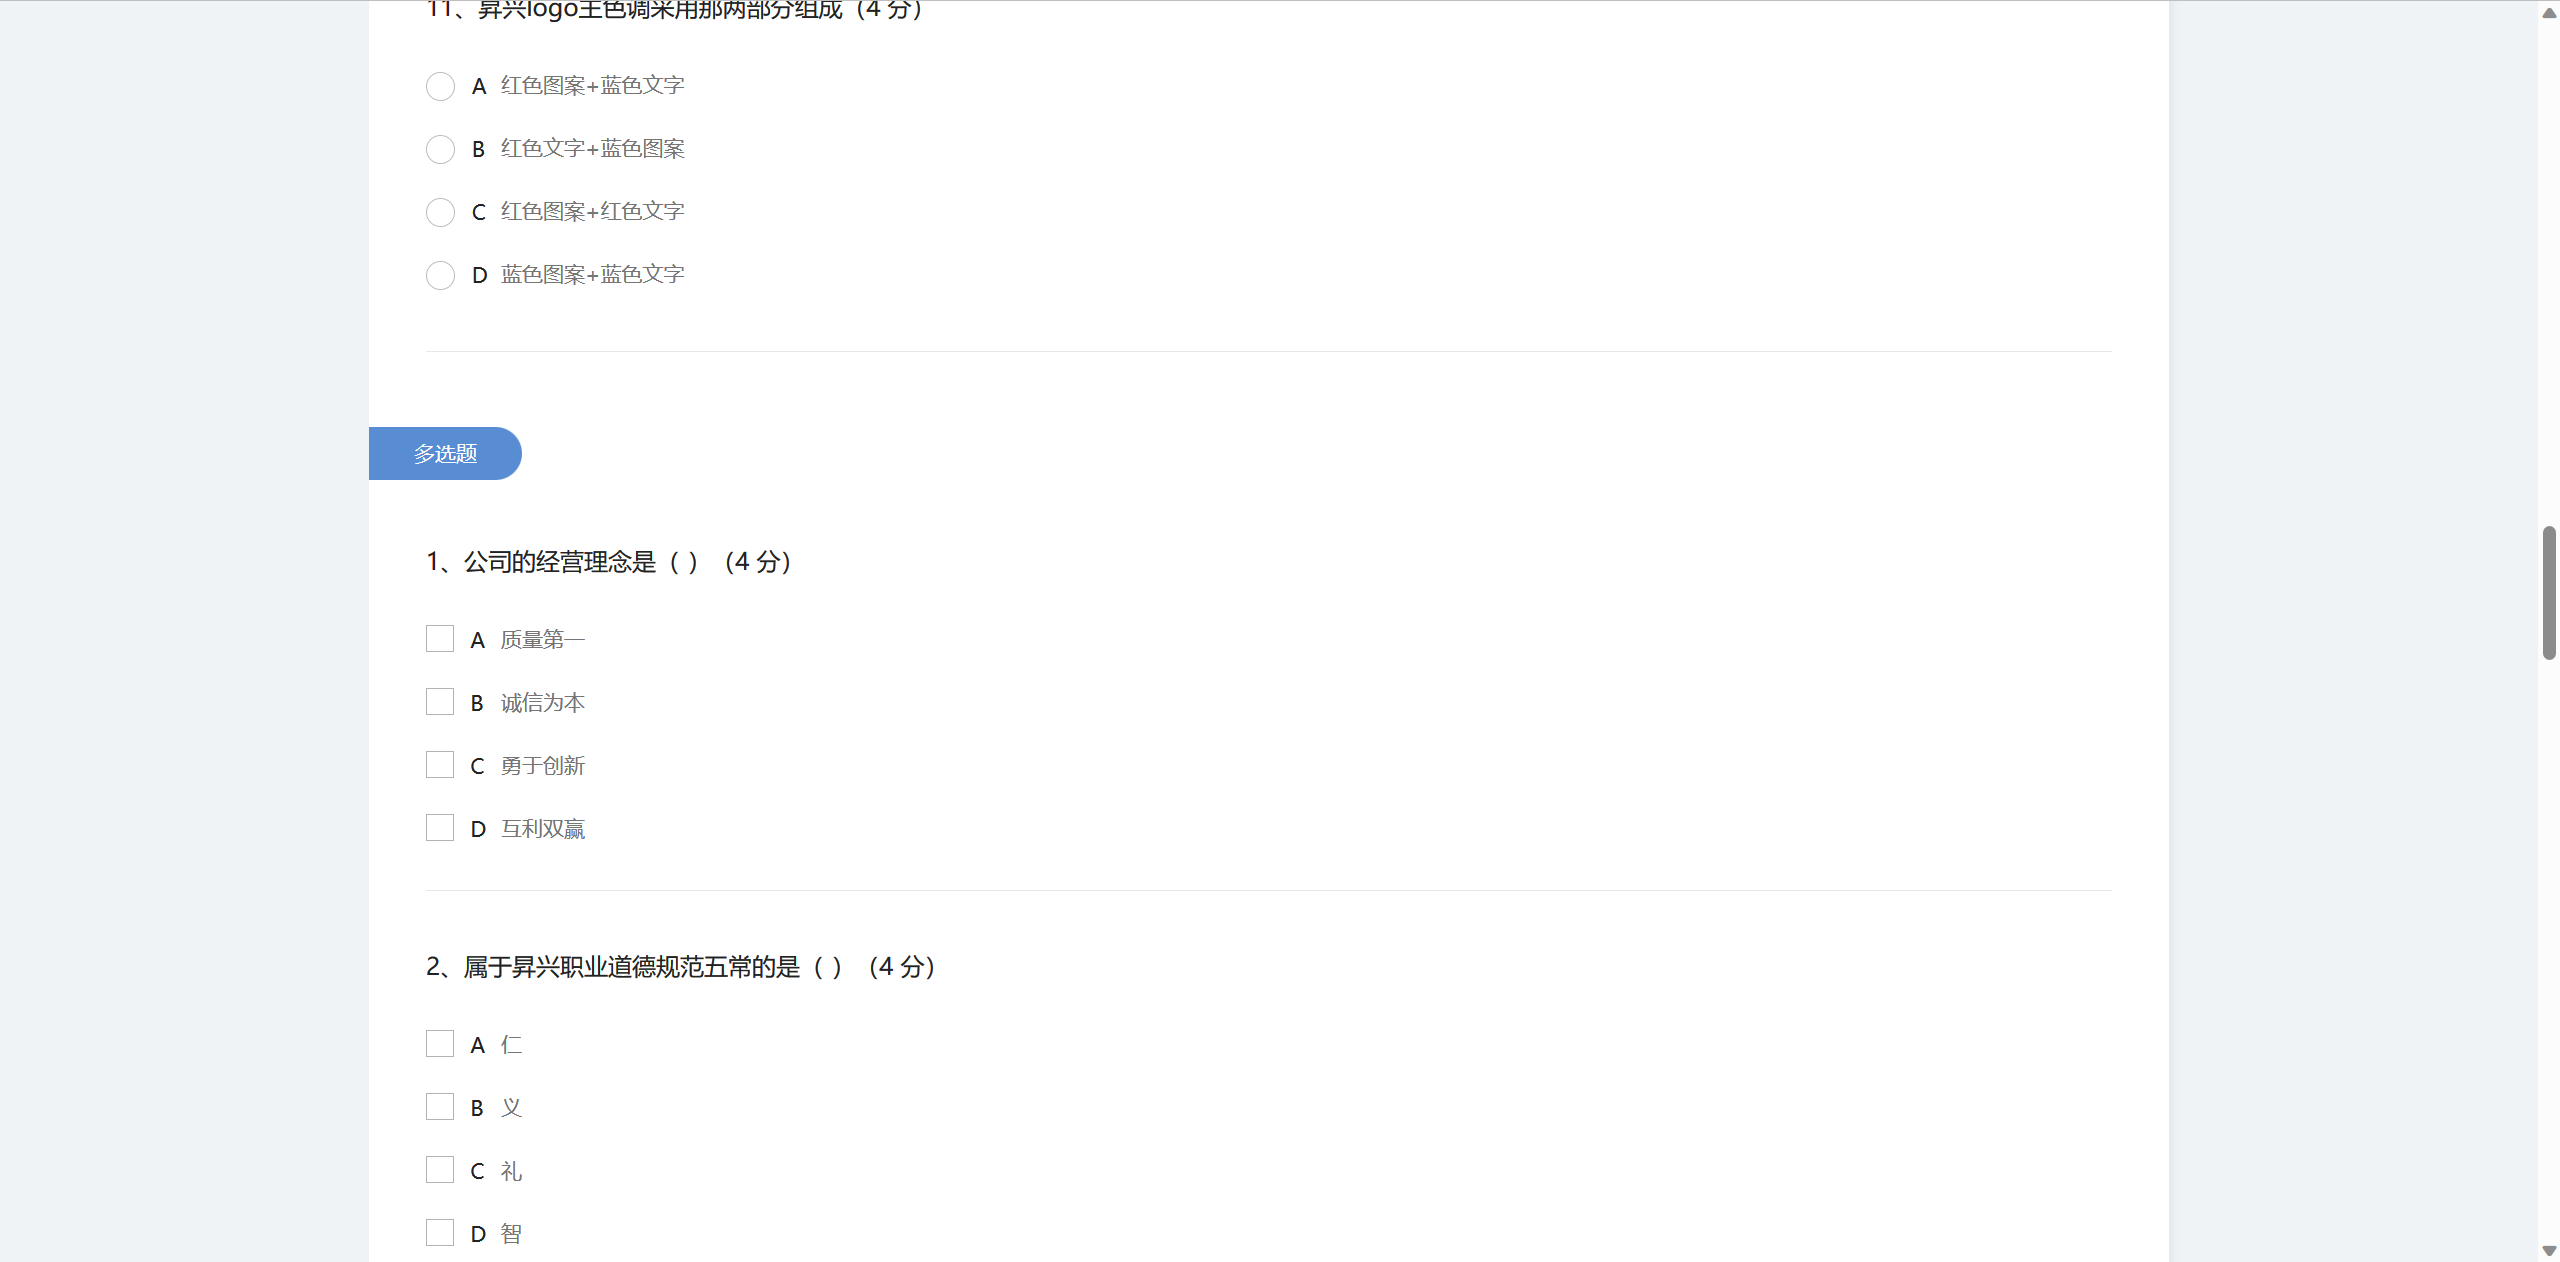 11、昇兴logo主色调采用那两部分组成（4 分）
A 红色图案+蓝色文字
B 红色文字+蓝色图案
C 红色图案+红色文字
D 蓝色图案+蓝色文字
多选题
1、公司的经营理念是（ ）（4 分）
A 质量第一
B 诚信为本
C 勇于创新
D 互利双赢
2、属于昇兴职业道德规范五常的是（ ）（4 分）
A 仁
B 义
C 礼
D 智